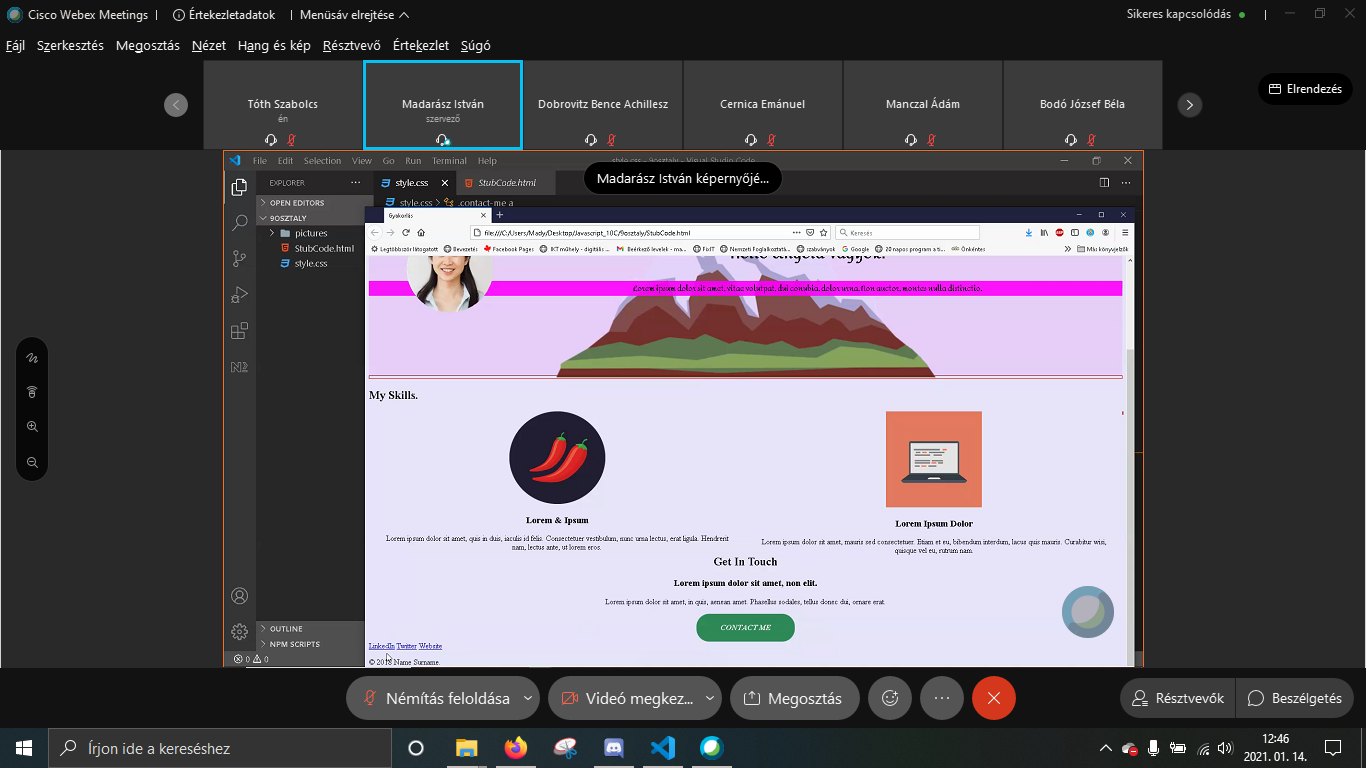 Cisco Webex Meetings | Értekezletadatok | Menüsáv elrejtése
Sikeres kapcsolódás
Fájl Szerkesztés Megosztás Nézet Hang és kép Résztvevő Értekezlet Súgó
Tóth Szabolcs
én
Madarász István
szervező
Dobrovitz Bence Achillesz
Cernica Emánuel
Manczal Ádám
Bodó József Béla
Elrendezés
File Edit Selection View Go Run Terminal Help
style.css - 9osztaly - Visual Studio Code
Madarász István képernyőjé...
EXPLORER
style.css
StubCode.html
OPEN EDITORS
style.css > .contact-me a
9OSZTALY
pictures
StubCode.html
style.css
Gyakorlás
file:///C:/Users/Mady/Desktop/Javascript_10C/9osztaly/StubCode.html
Keresés
Legtöbbször látogatott Bevezetés Facebook Pages IKT műhely - digitális ... Beérkező levelek - ma... FixIT Nemzeti Foglalkoztatá... szabványok Google 20 napos program a ti... Önkéntes
Más könyvjelzők
Lorem ipsum dolor sit amet, vitae volutpat, dui conubia, dolor urna. Non auctor, montes nulla distinctio.
My Skills.
Lorem & Ipsum
Lorem ipsum dolor sit amet, quis in duis, iaculis id felis. Consectetuer vestibulum, nunc urna lectus, erat ligula. Hendrerit
nam, lectus ante, ut lorem eros.
Lorem Ipsum Dolor
Lorem ipsum dolor sit amet, mauris sed consectetuer. Etiam et eu, bibendum interdum, lacus quis mauris. Curabitur wisi,
quisque vel eu, rutrum nam.
Get In Touch
Lorem ipsum dolor sit amet, non elit.
Lorem ipsum dolor sit amet, in quis, aenean amet. Phasellus sodales, tellus donec dui, ornare erat.
CONTACT ME
LinkedIn Twitter Website
© 2018 Name Surname.
OUTLINE
NPM SCRIPTS
0 0
Némítás feloldása
Videó megkez...
Megosztás
Résztvevők
Beszélgetés
Írjon ide a kereséshez
12:46
2021. 01. 14.